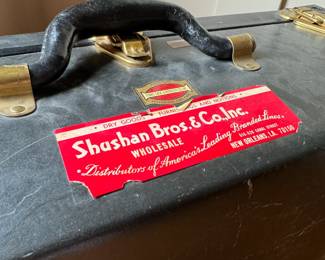 DRY GOODS FURNISHINGS AND NOTIONS
Shushan Bros. & Co., Inc.
WHOLESALE
NEW ORLEANS, LA. 70130
Distributors of America's Leading Branded Lines